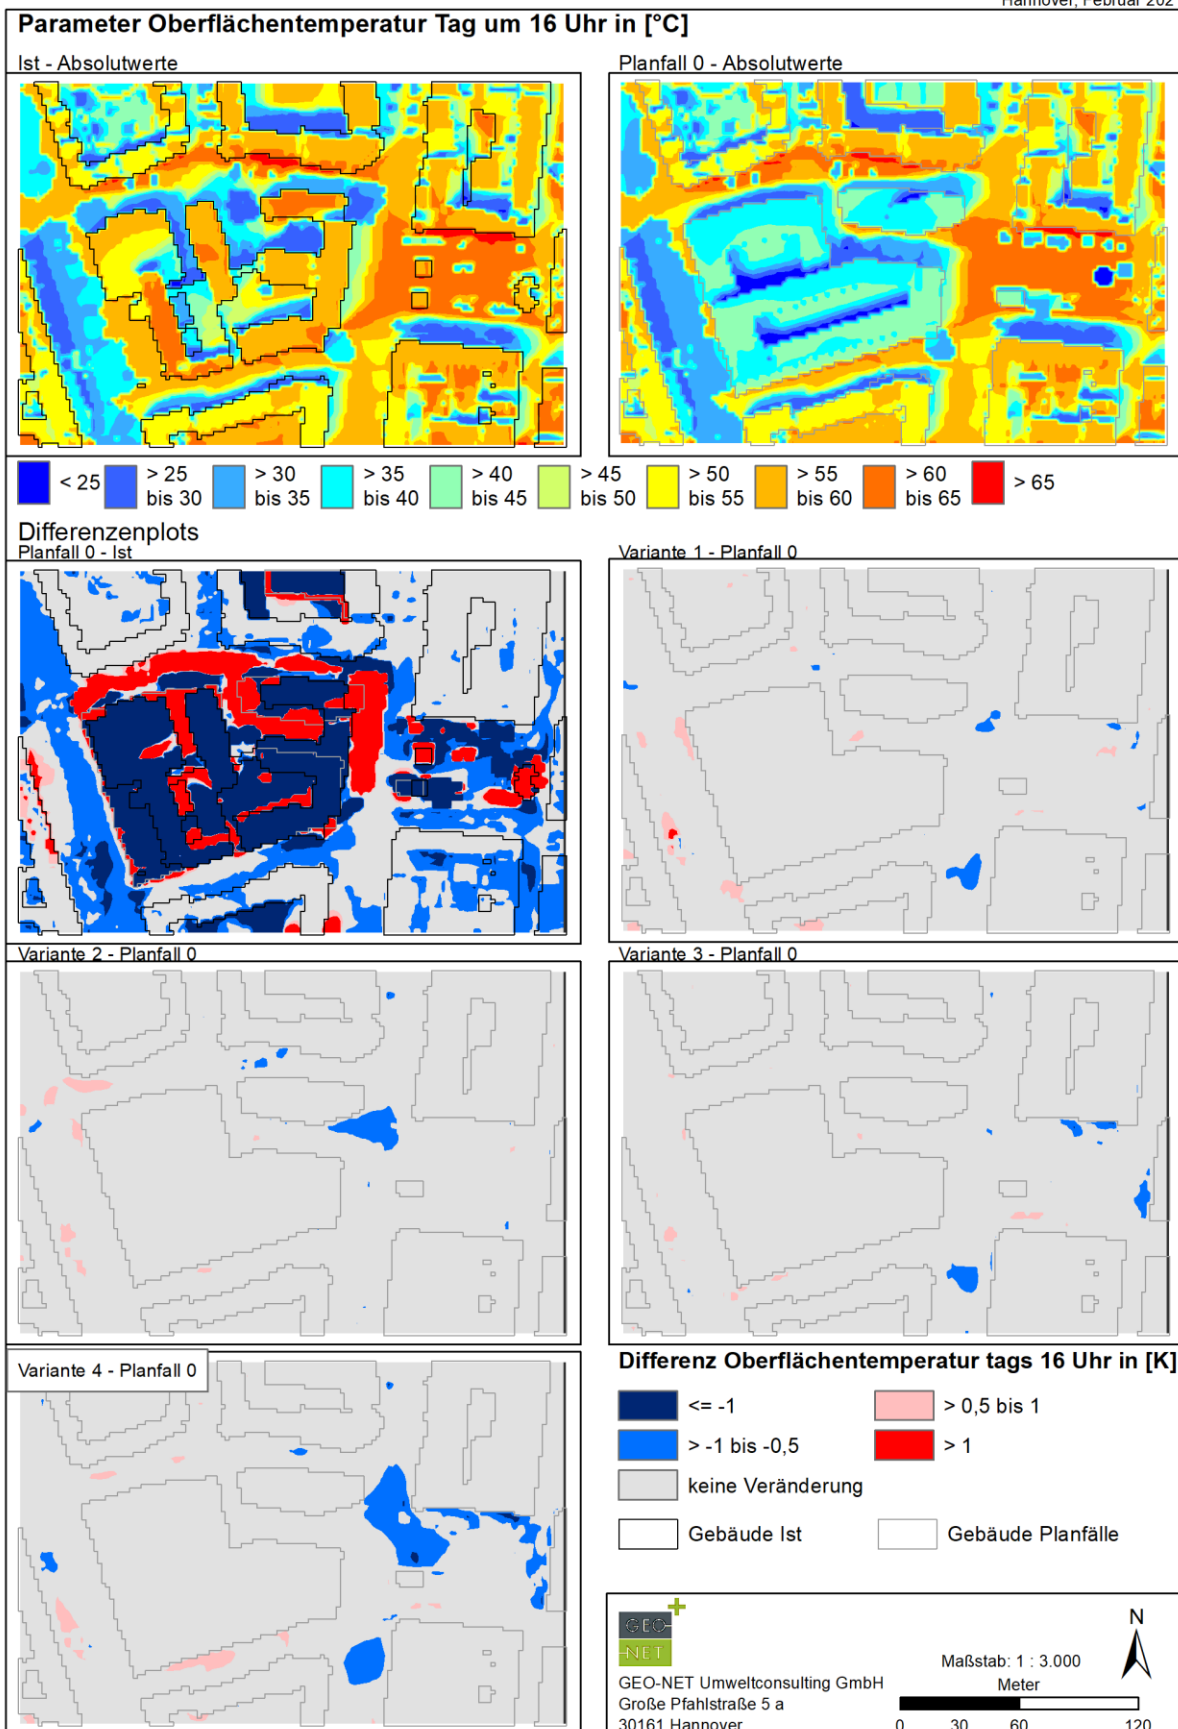 Hannover, Februar 202
Parameter Oberflächentemperatur Tag um 16 Uhr in [°C]
Ist - Absolutwerte
Planfall 0 - Absolutwerte
< 25
> 25 bis 30
> 30 bis 35
> 35 bis 40
> 40 bis 45
> 45 bis 50
> 50 bis 55
> 55 bis 60
> 60 bis 65
> 65
Differenzenplots
Planfall 0 - Ist
Variante 1 - Planfall 0
Variante 2 - Planfall 0
Variante 3 - Planfall 0
Variante 4 - Planfall 0
Differenz Oberflächentemperatur tags 16 Uhr in [K]
<= -1
> 0,5 bis 1
> -1 bis -0,5
> 1
keine Veränderung
Gebäude Ist
Gebäude Planfälle
GEO-
NET
GEO-NET Umweltconsulting GmbH
Große Pfahlstraße 5 a
30161 Hannover
N
Maßstab: 1 : 3.000
Meter
0 30 60 120